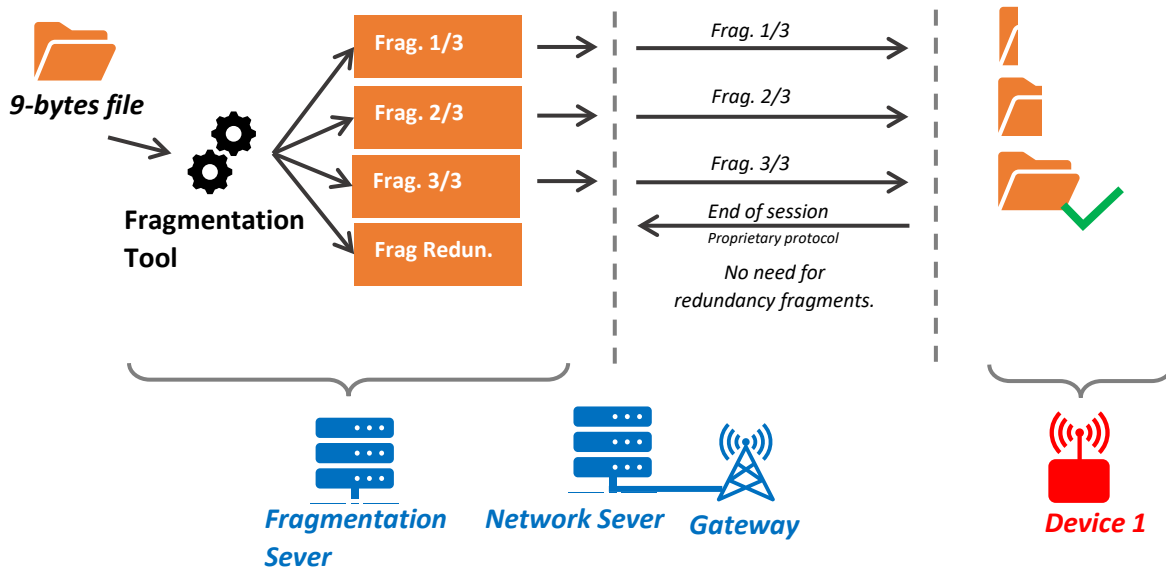 9-bytes file
Fragmentation
Tool
Frag. 1/3
Frag. 2/3
Frag. 3/3
Frag Redun.
Frag. 1/3
Frag. 2/3
Frag. 3/3
End of session
Proprietary protocol
No need for
redundancy fragments.
Fragmentation
Sever
Network Sever
Gateway
Device 1